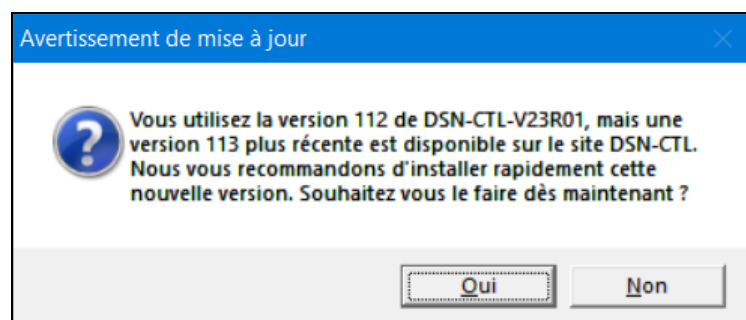 Avertissement de mise à jour
Vous utilisez la version 112 de DSN-CTL-V23R01, mais une
version 113 plus récente est disponible sur le site DSN-CTL.
Nous vous recommandons d'installer rapidement cette
nouvelle version. Souhaitez vous le faire dès maintenant ?
Oui
Non